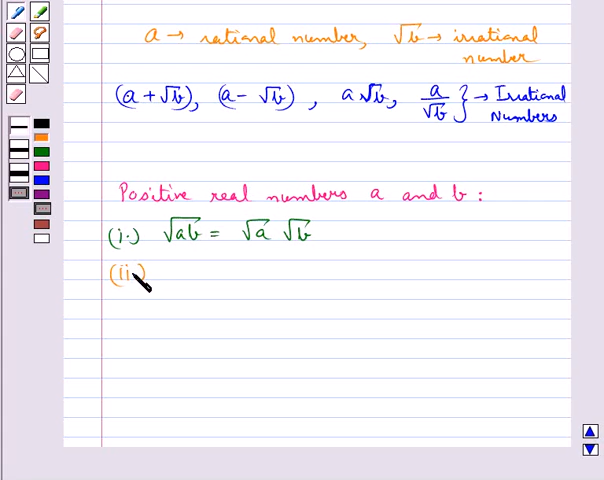 a → rational number, √b → irrational
number
(a + √b), (a - √b), a√b, a/√b } → Irrational
Numbers
Positive real numbers a and b :
(i.) √ab = √a √b
(ii.)